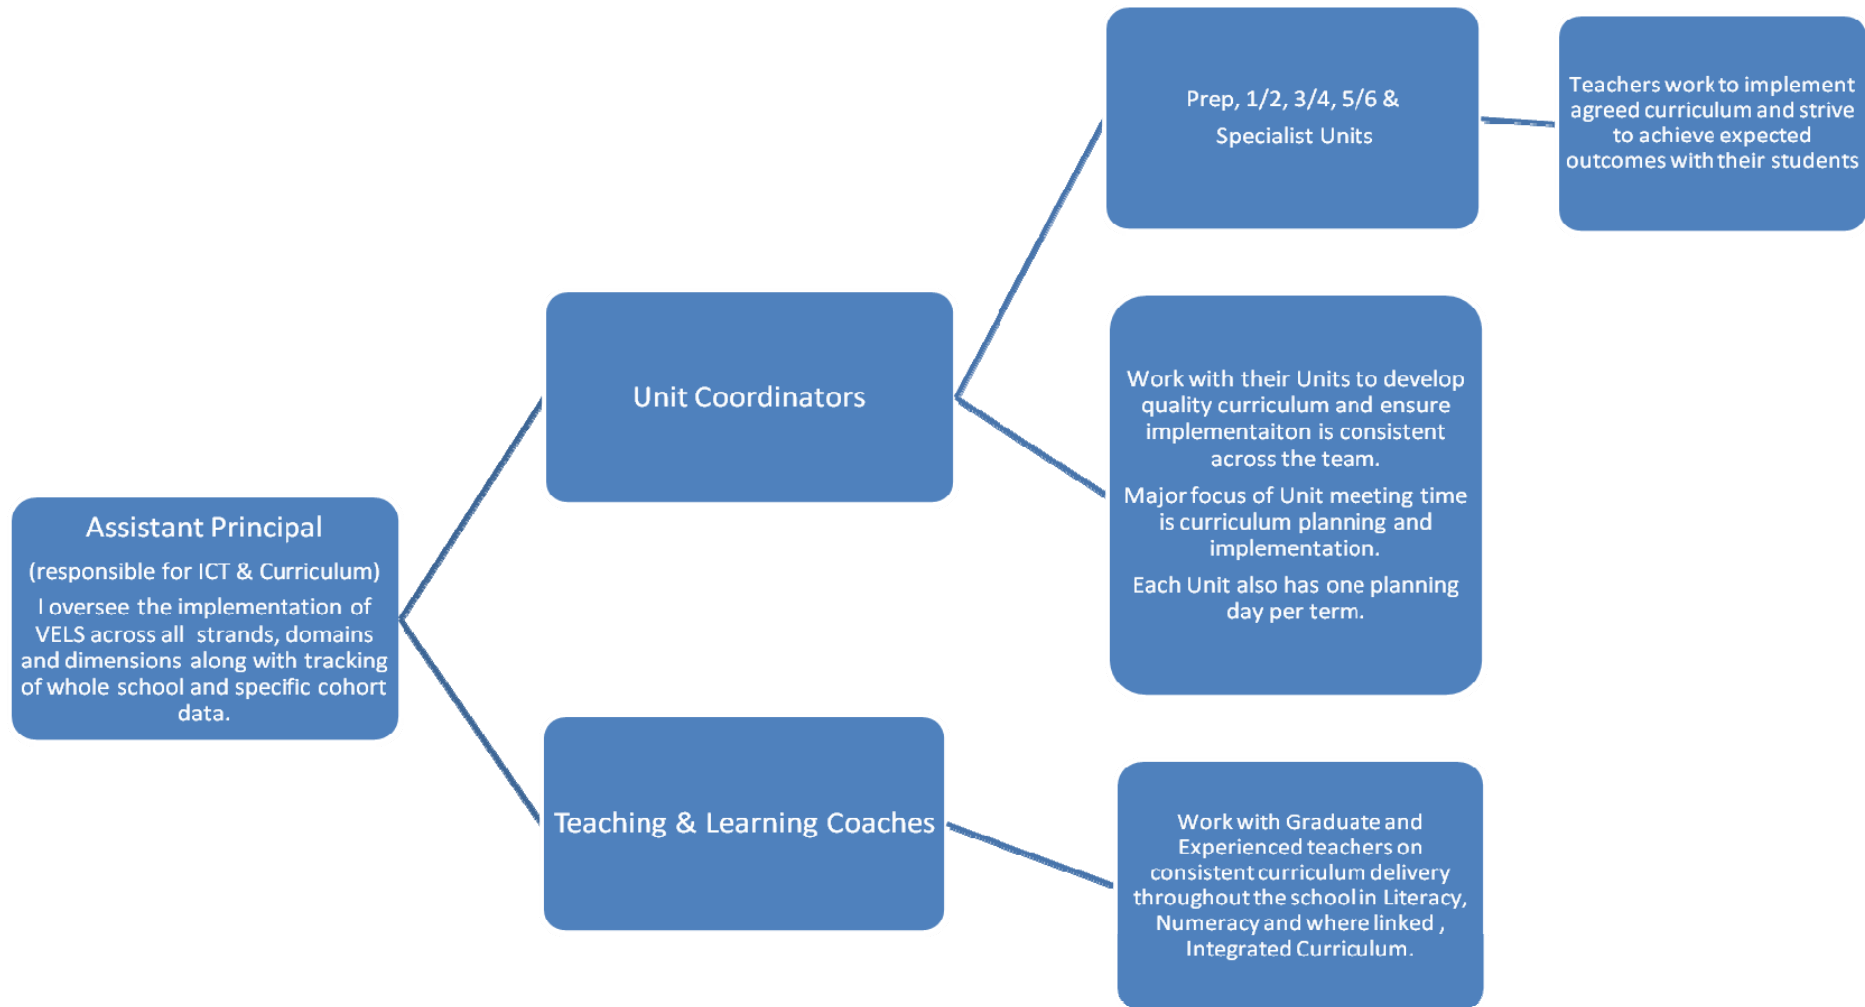 Assistant Principal
(responsible for ICT & Curriculum)
I oversee the implementation of
VELS across all strands, domains
and dimensions along with tracking
of whole school and specific cohort
data.
Unit Coordinators
Teaching & Learning Coaches
Prep, 1/2, 3/4, 5/6 &
Specialist Units
Teachers work to implement
agreed curriculum and strive
to achieve expected
outcomes with their students
Work with their Units to develop
quality curriculum and ensure
implementaiton is consistent
across the team.
Major focus of Unit meeting time
is curriculum planning and
implementation.
Each Unit also has one planning
day per term.
Work with Graduate and
Experienced teachers on
consistent curriculum delivery
throughout the school in Literacy,
Numeracy and where linked ,
Integrated Curriculum.